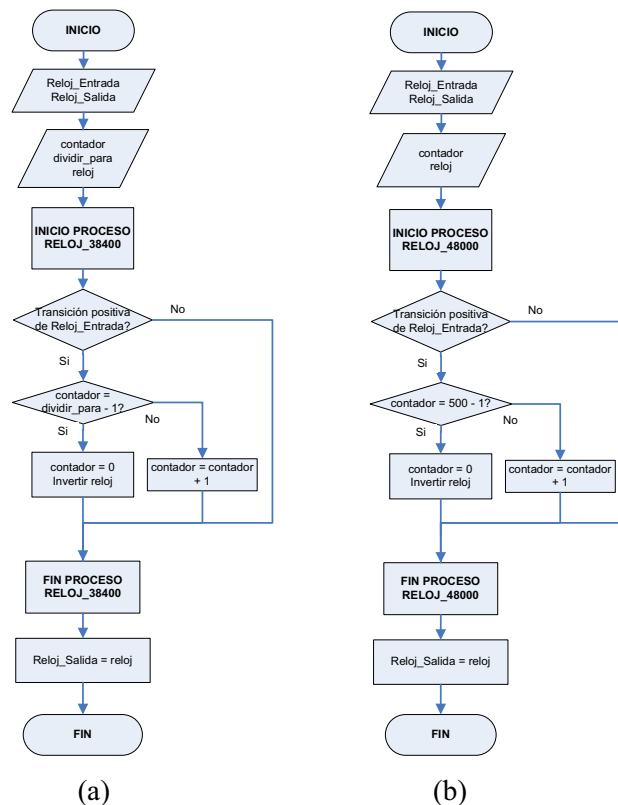 INICIO
Reloj_Entrada
Reloj_Salida
contador
dividir_para
reloj
INICIO PROCESO
RELOJ_38400
Transición positiva
de Reloj_Entrada?
No
Si
contador =
dividir_para - 1?
No
Si
contador = 0
Invertir reloj
contador = contador
+ 1
FIN PROCESO
RELOJ_38400
Reloj_Salida = reloj
FIN
(a)
INICIO
Reloj_Entrada
Reloj_Salida
contador
reloj
INICIO PROCESO
RELOJ_48000
Transición positiva
de Reloj_Entrada?
No
Si
contador = 500 - 1?
No
Si
contador = 0
Invertir reloj
contador = contador
+ 1
FIN PROCESO
RELOJ_48000
Reloj_Salida = reloj
FIN
(b)